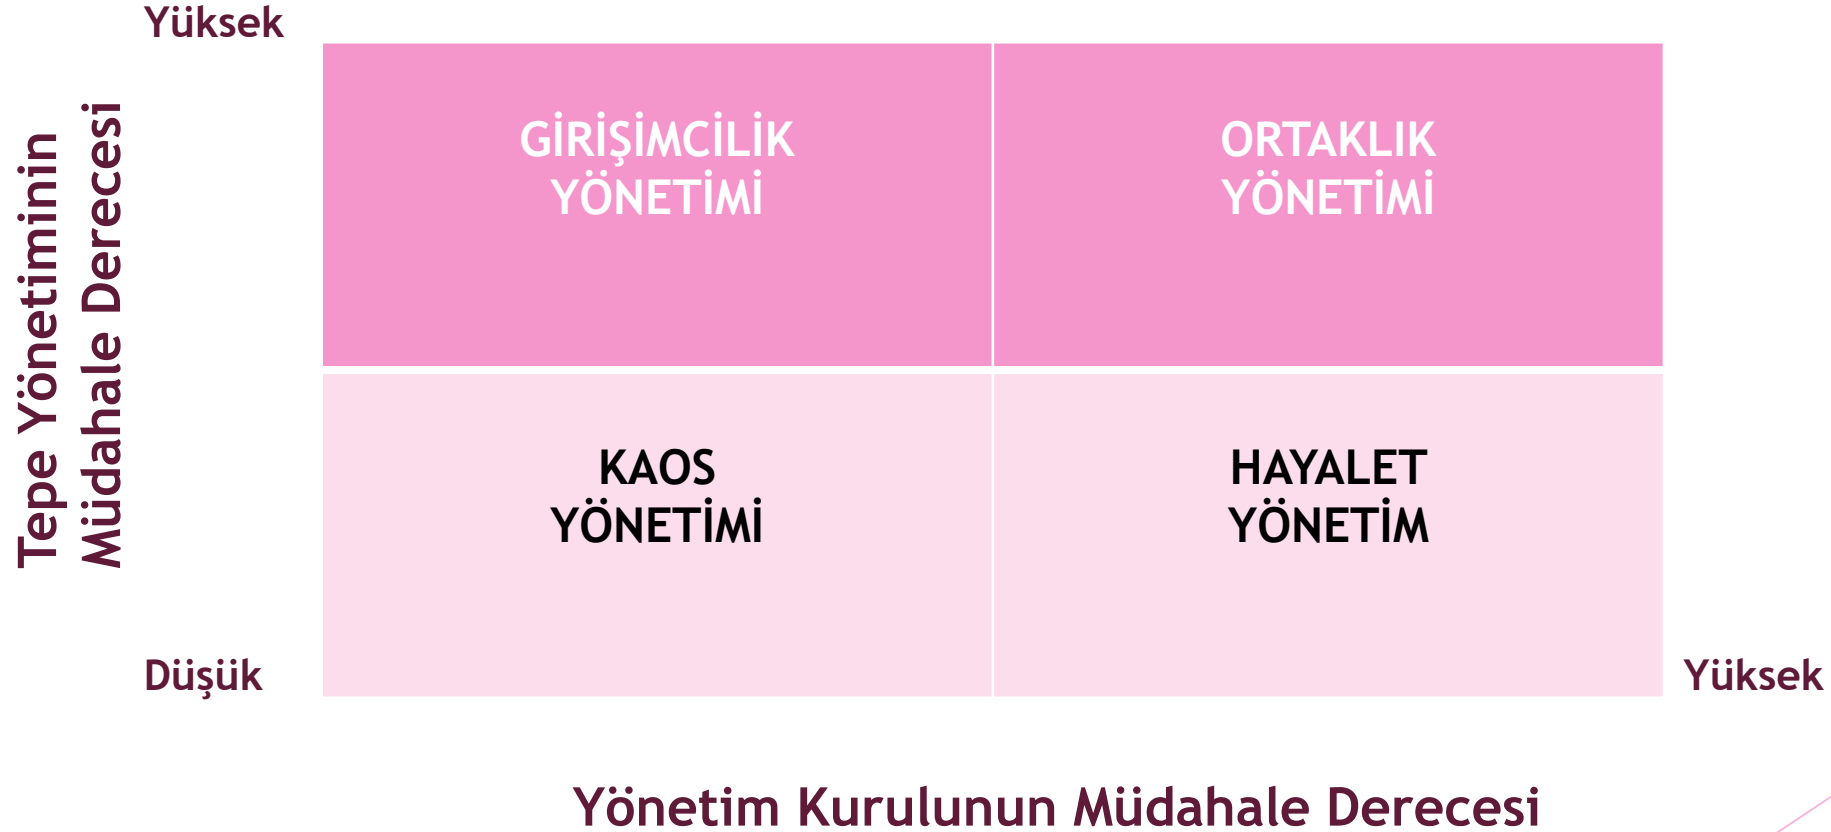 Yüksek
Tepe Yönetiminin
Müdahale Derecesi
GİRİŞİMCİLİK
YÖNETİMİ
ORTAKLIK
YÖNETİMİ
KAOS
YÖNETİMİ
HAYALET
YÖNETİM
Düşük
Yüksek
Yönetim Kurulunun Müdahale Derecesi